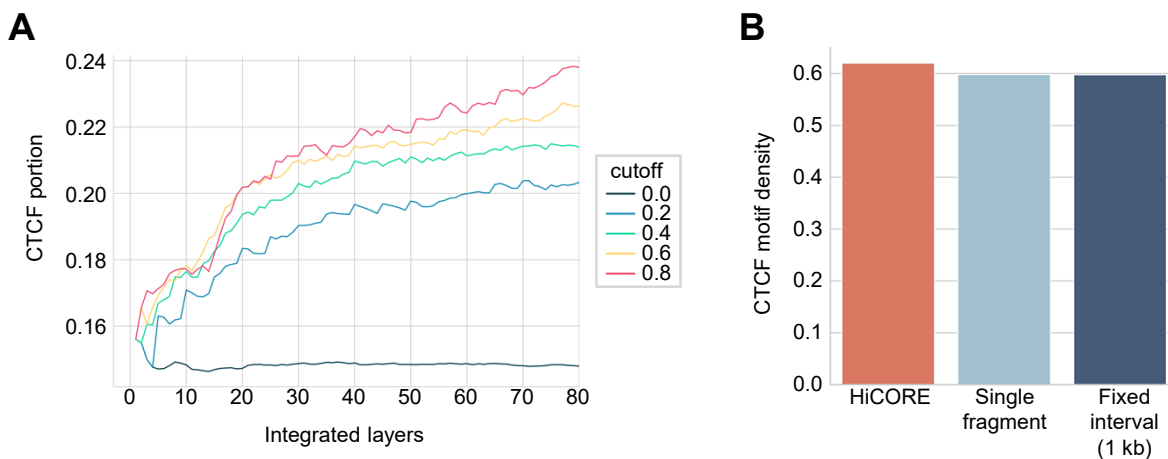 A
CTCF portion
0.24
0.22
0.20
0.18
0.16
0 10 20 30 40 50 60 70 80
Integrated layers
cutoff
0.0
0.2
0.4
0.6
0.8
B
CTCF motif density
0.6
0.5
0.4
0.3
0.2
0.1
0.0
HiCORE
Single
fragment
Fixed
interval
(1 kb)